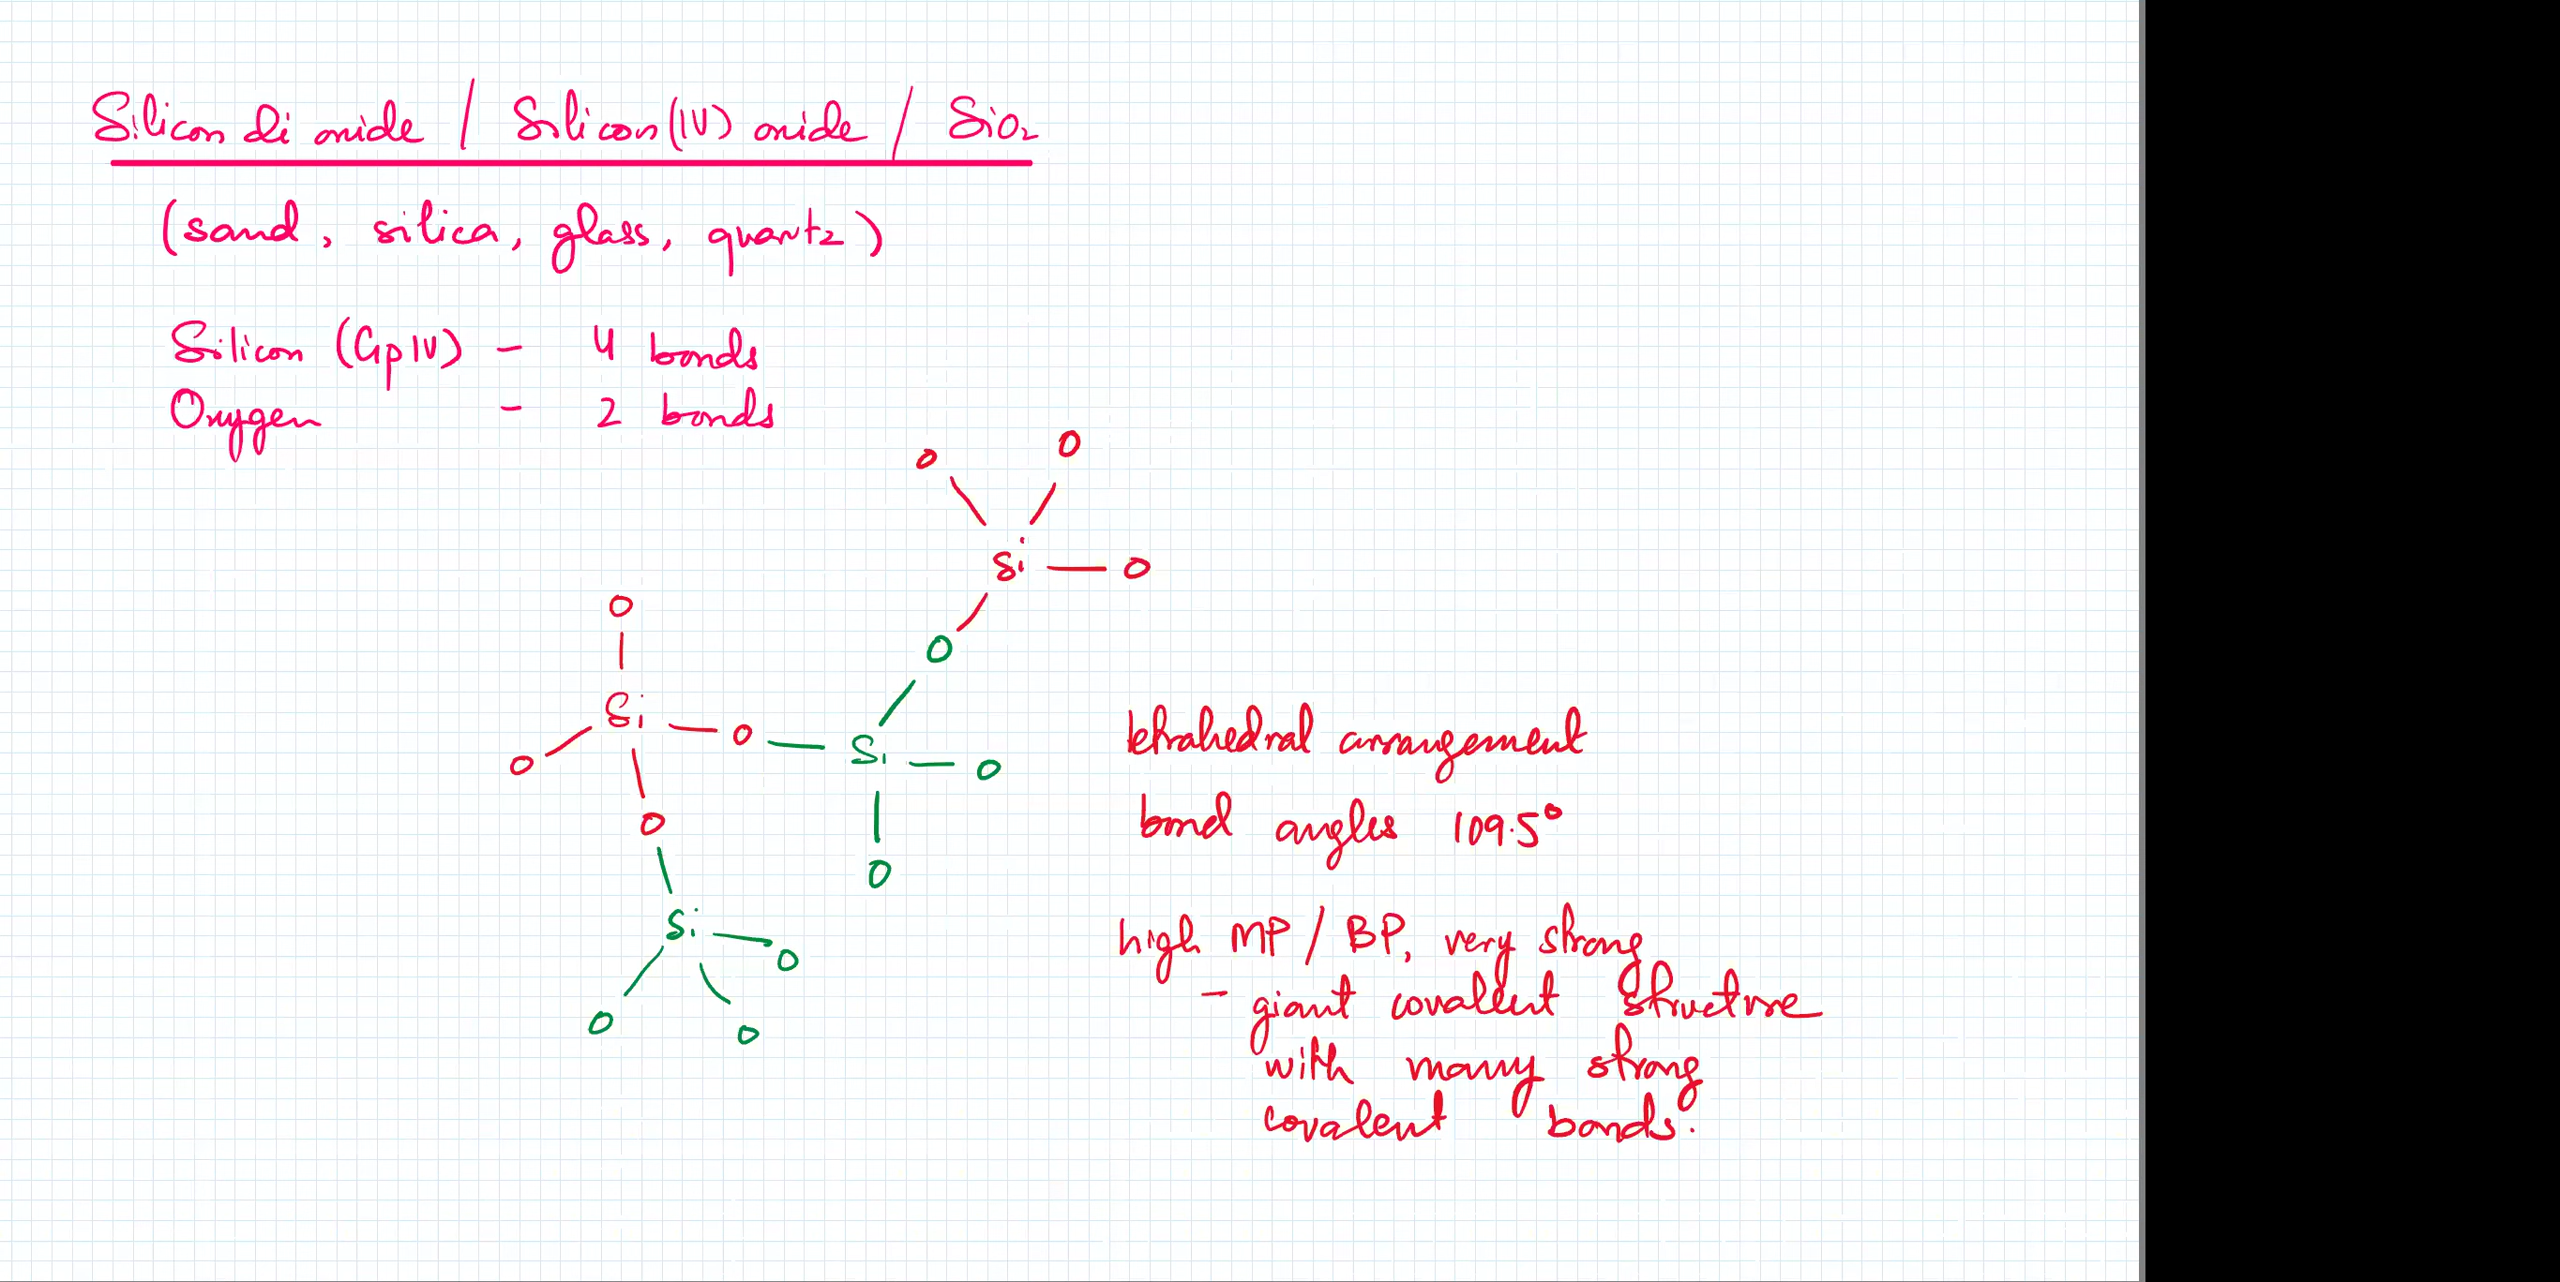 Silicon di oxide / Silicon(IV) oxide / SiO₂
(sand, silica, glass, quartz)
Silicon (Gp IV) - 4 bonds
Oxygen - 2 bonds
O O
Si O
O
O
Si O Si O
O
O
O
Si O
O O
tetrahedral arrangement
bond angles 109.5°
high MP / BP, very strong
- giant covalent structure
with many strong
covalent bonds.